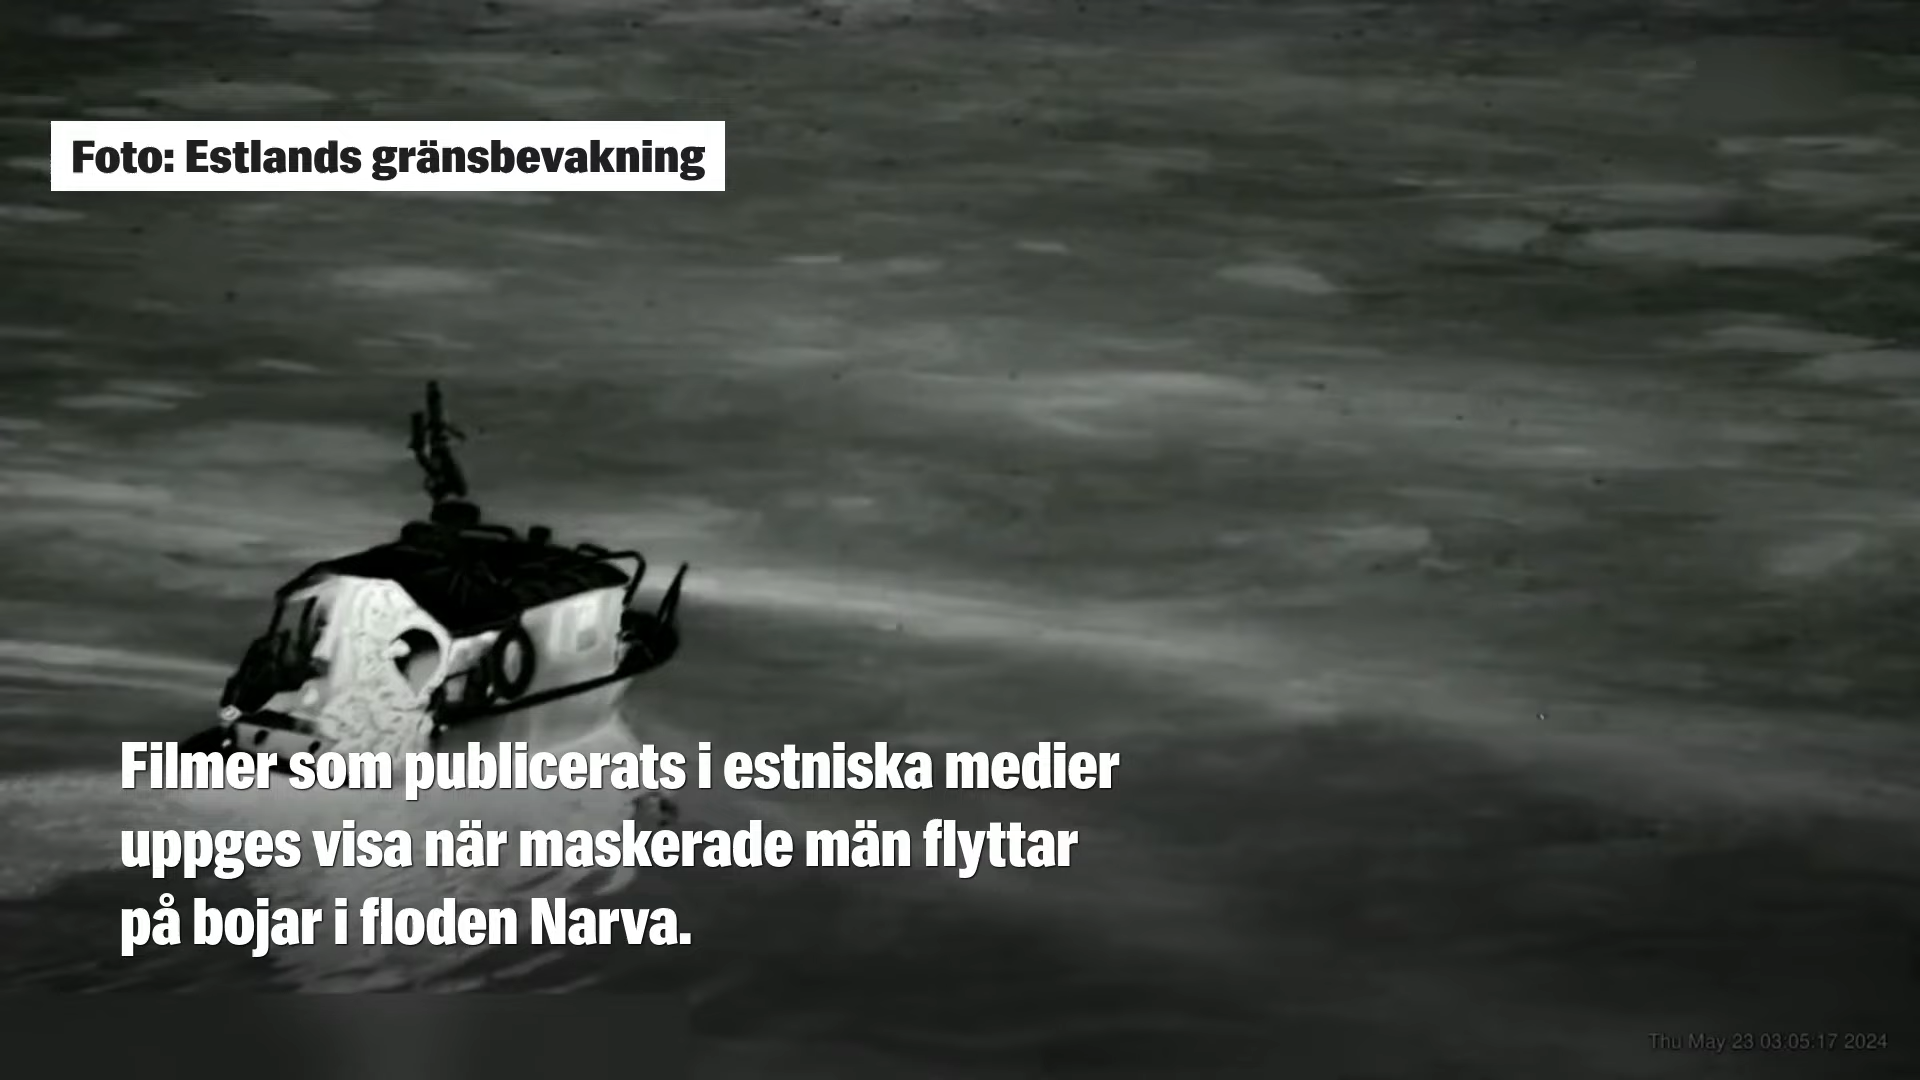 Foto: Estlands gränsbevakning
Filmer som publicerats i estniska medier
uppges visa när maskerade män flyttar
på bojar i floden Narva.
Thu May 23 03:05:17 2024